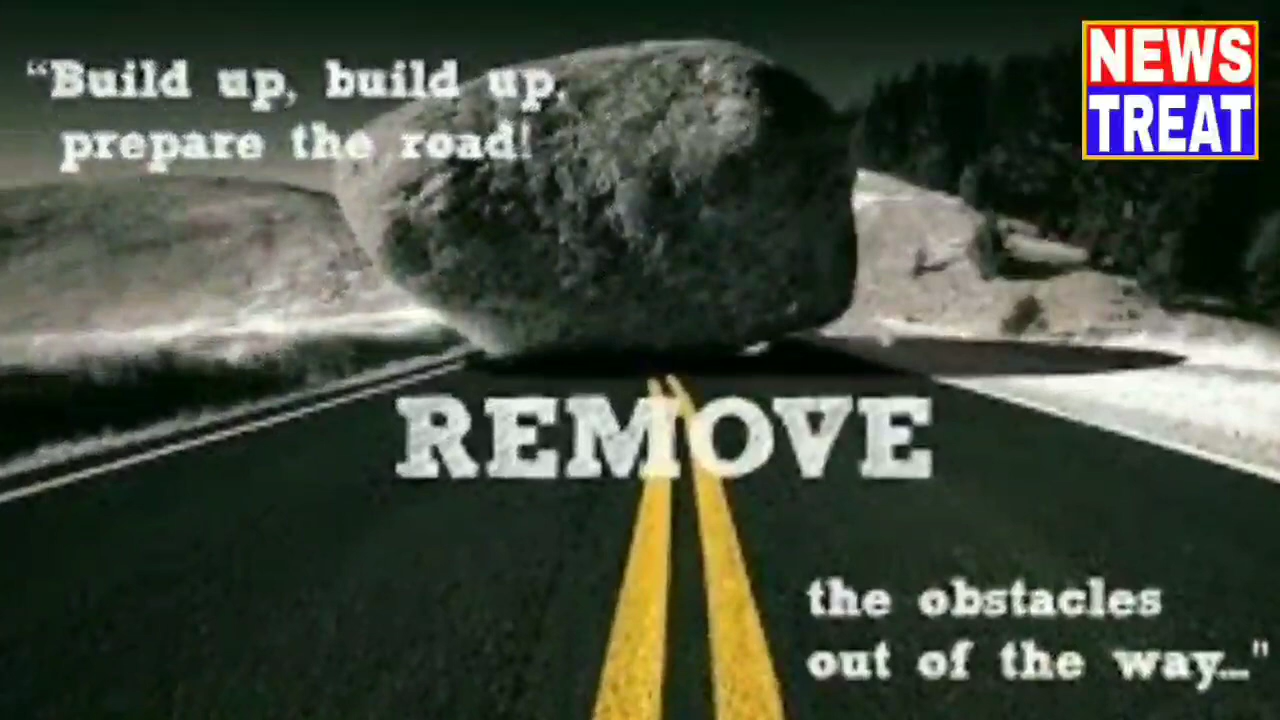 NEWS
TREAT
“Build up, build up,
prepare the road!
REMOVE
the obstacles
out of the way..."